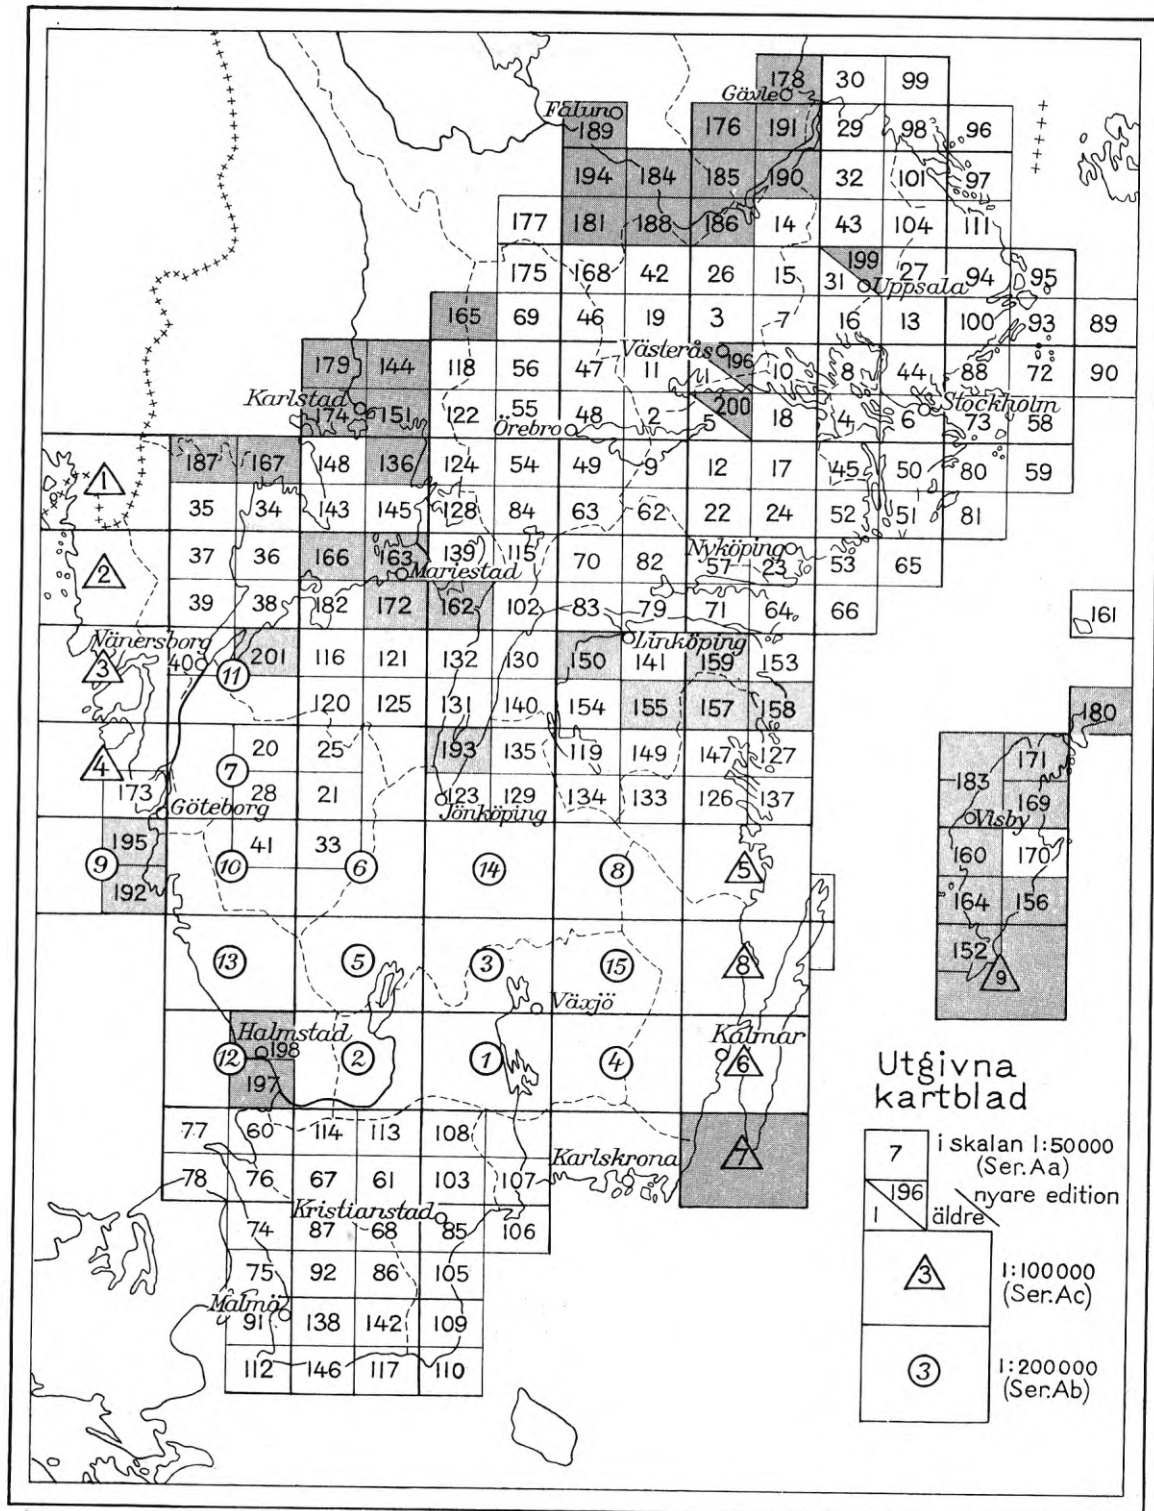 178 30 99
Gävle
Falun
189 176 191 29 98 96
194 184 185 190 32 101 97
177 181 188 186 14 43 104 111
175 168 42 26 15 199 31 27 94 95
Uppsala
165 69 46 19 3 7 16 13 100 93 89
Västerås
179 144 118 56 47 11 1 196 10 8 44 88 72 90
Karlstad
174 151 122 55 48 2 5 200 18 4 6 73 58
Örebro
Stockholm
1 187 167 148 136 124 54 49 9 12 17 45 50 80 59
35 34 143 145 128 84 63 62 22 24 52 51 81
2 37 36 166 163 139 115 70 82 57 23 53 65
Nyköping
Mariestad
39 38 182 172 162 102 83 79 71 64 66
161
Nänersborg
Linköping
3 40 11 201 116 121 132 130 150 141 159 153
120 125 131 140 154 155 157 158
180
4 7 20 25 193 135 119 149 147 127
173 28 21 123 129 134 133 126 137
Göteborg
Jönköping
183 171
169
Visby
160 170
164 156
152 9
195 41 33
9 10 6 14 8 5
192
13 5 3 15 8
Växjö
Halmstad
198
Kalmar
12 2 1 4 6
197
77 60 114 113 108
Karlskrona
7
78 76 67 61 103 107
Kristianstad
74 87 68 85 106
75 92 86 105
Malmö
91 138 142 109
112 146 117 110
Utgivna
kartblad
7 i skalan 1:50000
(Ser.Aa)
196 nyare edition
1 äldre
3 1:100000
(Ser.Ac)
3 1:200000
(Ser.Ab)